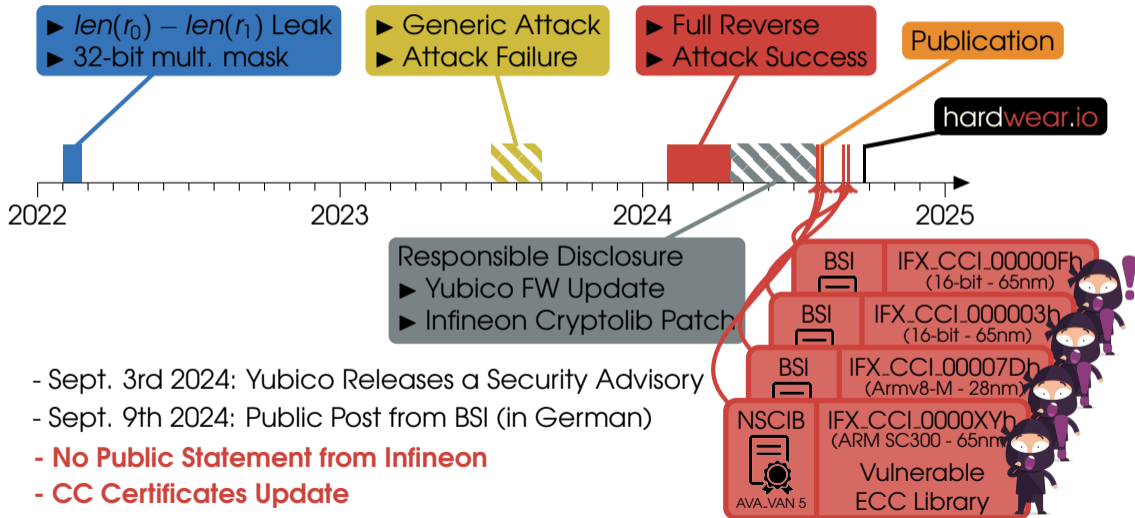 ► len(r0) – len(r1) Leak
► 32-bit mult. mask
► Generic Attack
► Attack Failure
► Full Reverse
► Attack Success
Publication
hardwear.io
2022
2023
2024
2025
Responsible Disclosure
► Yubico FW Update
► Infineon Cryptolib Patch
BSI
IFX_CCI_00000Fh
(16-bit - 65nm)
BSI
IFX_CCI_000003h
(16-bit - 65nm)
BSI
IFX_CCI_00007Dh
(Armv8-M - 28nm)
NSCIB
IFX_CCI_0000XYh
(ARM SC300 - 65nm)
Vulnerable
ECC Library
AVA_VAN 5
!
- Sept. 3rd 2024: Yubico Releases a Security Advisory
- Sept. 9th 2024: Public Post from BSI (in German)
- No Public Statement from Infineon
- CC Certificates Update